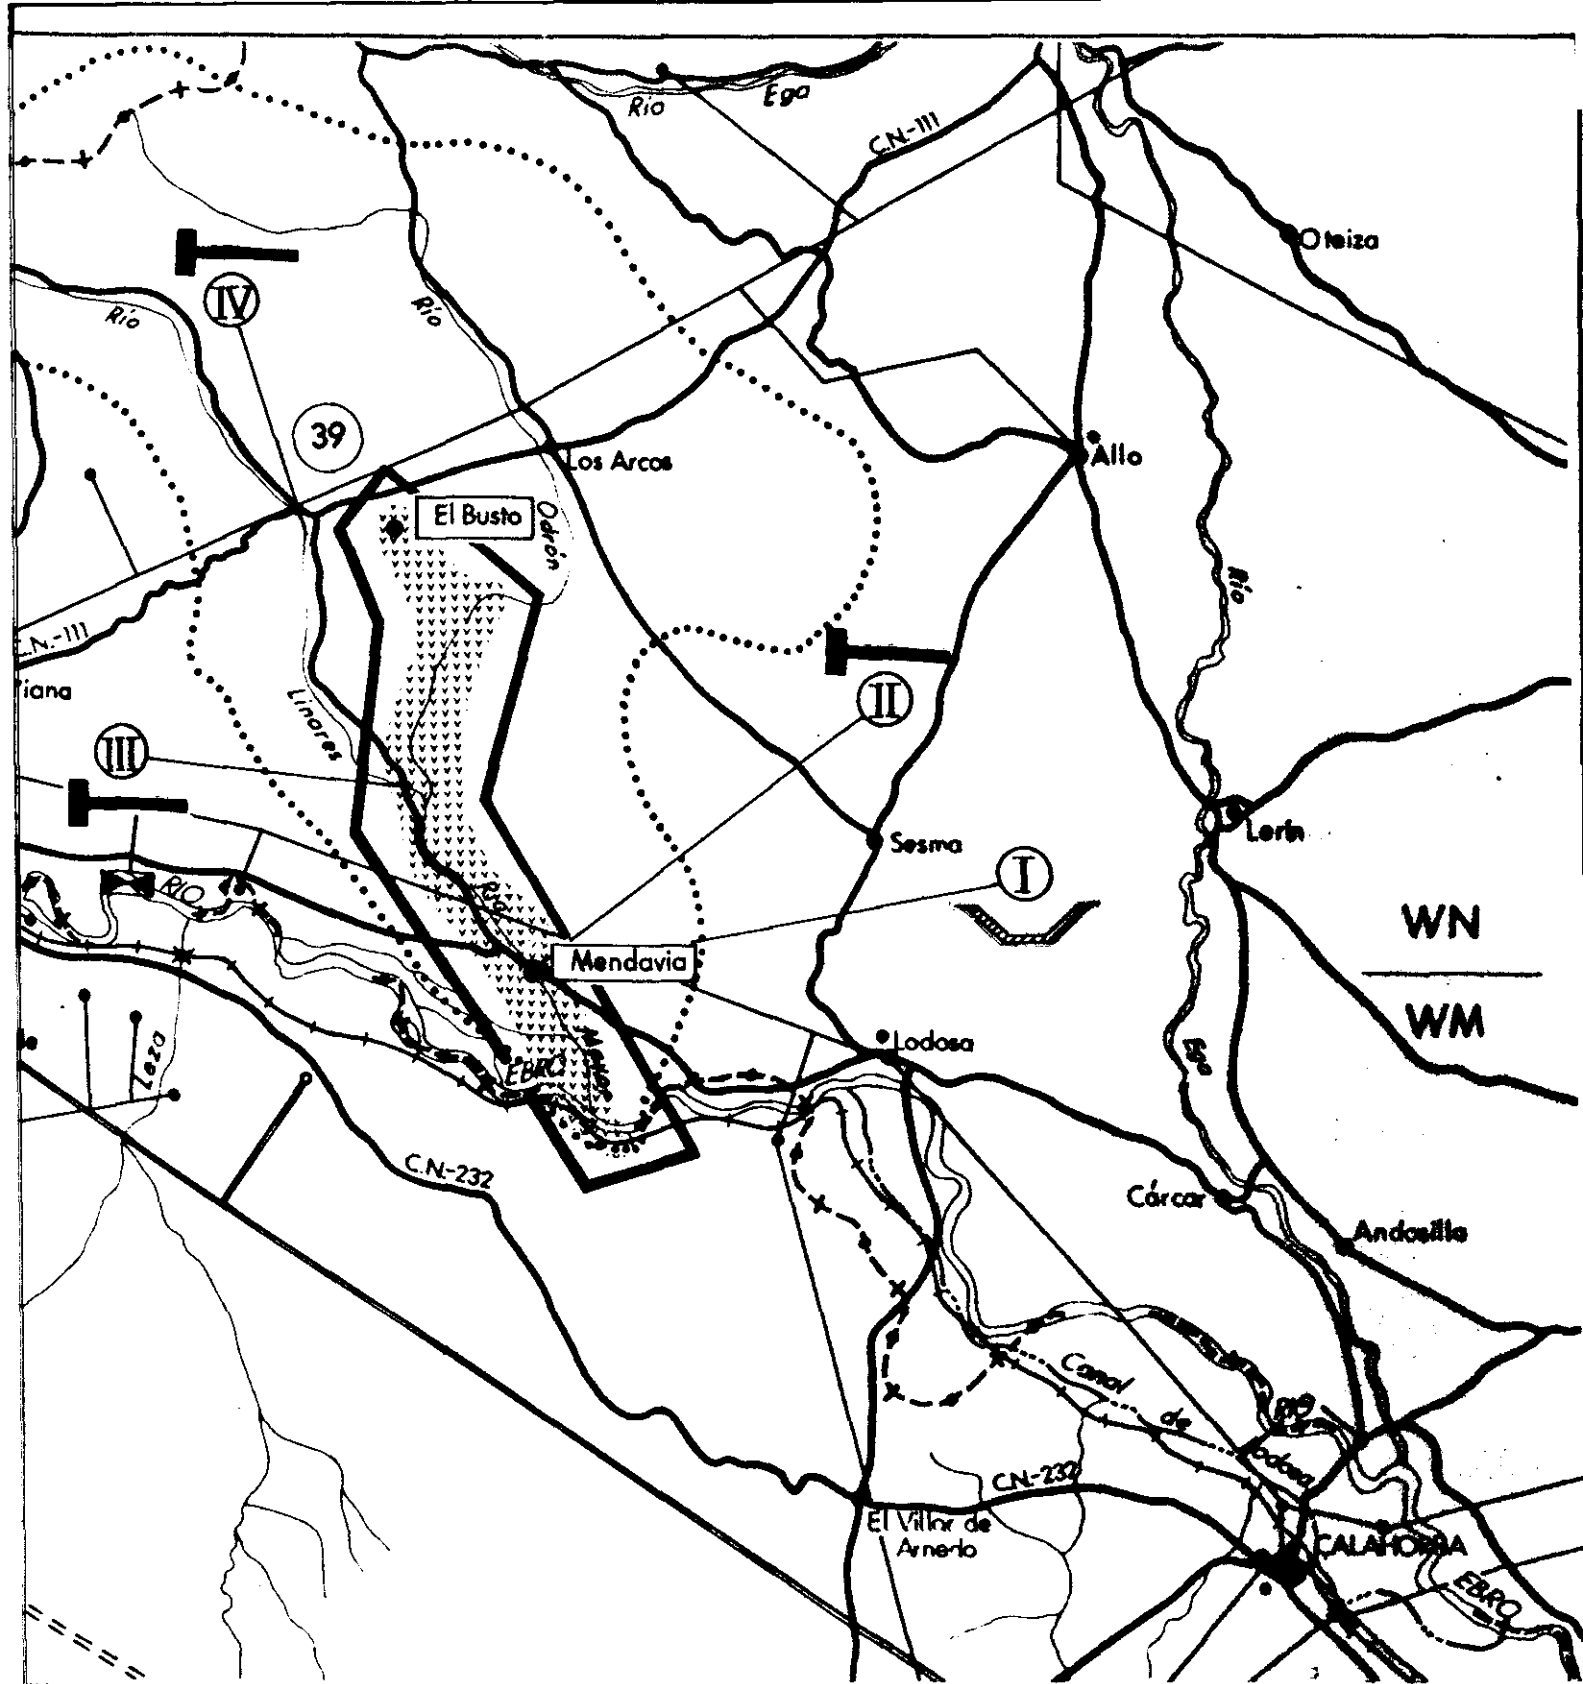 Río
Ega
C.N.-111
Oteiza
IV
Río
Río
39
Los Arcos
Allo
El Busto
Odrón
Río
C.N.-111
iana
Linares
II
III
Sesma
Lerín
I
RIO
WN
Mendavia
WM
Lodosa
Leza
EBRO
Ega
C.N.-232
Cárcar
Andosilla
Canal
de
Lodosa
RIO
C.N.-232
El Villar de
Arnedo
CALAHORRA
EBRO